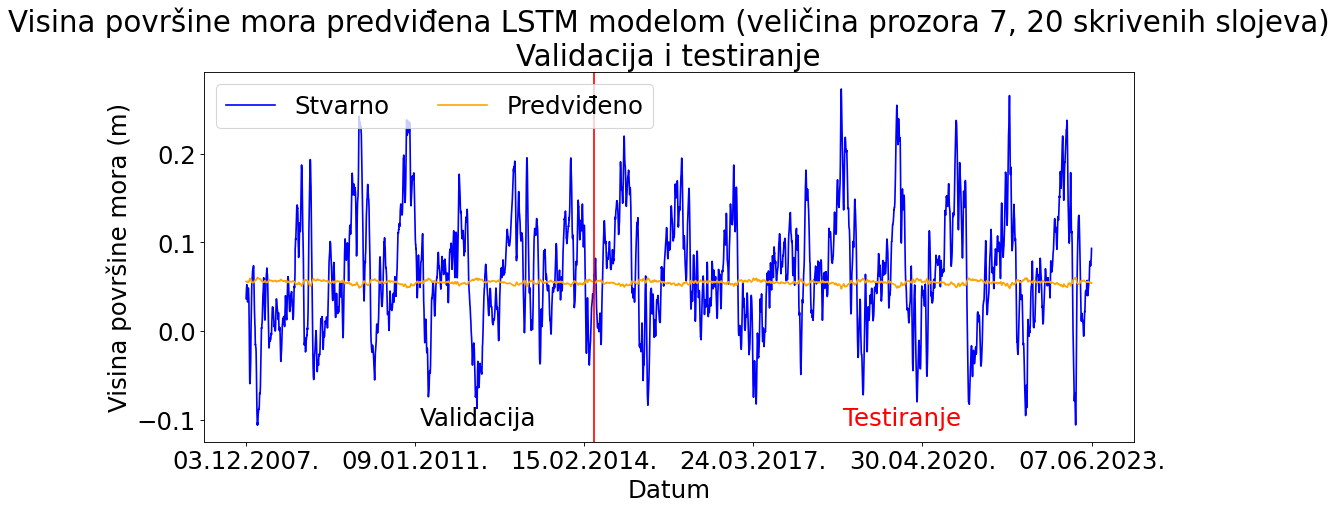 Visina površine mora predviđena LSTM modelom (veličina prozora 7, 20 skrivenih slojeva)
Validacija i testiranje
Stvarno Predviđeno
Visina površine mora (m)
0.2
0.1
0.0
−0.1
Validacija Testiranje
03.12.2007. 09.01.2011. 15.02.2014. 24.03.2017. 30.04.2020. 07.06.2023.
Datum